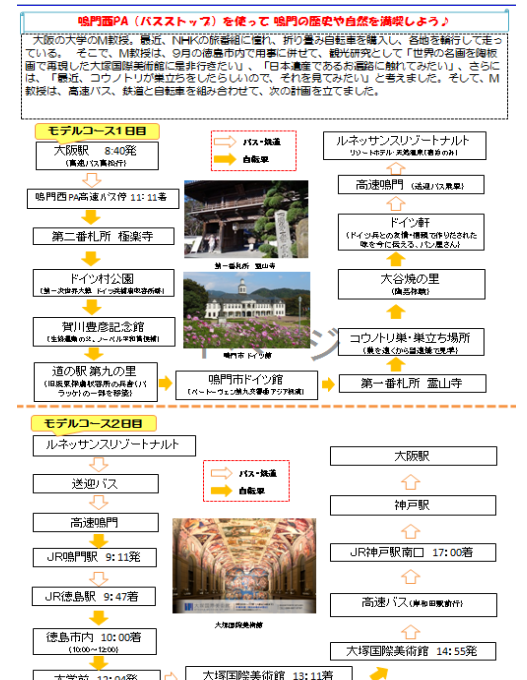 鳴門西PA(バスストップ)を使って 鳴門の歴史や自然を満喫しよう♪
大阪の大学のM教授。最近、NHKの旅番組に憧れ、折り畳み自転車を購入し、各地を輪行して走っ
ている。 そこで、M教授は、9月の徳島市内で用事に併せて、観光研究として「世界の名画を陶板
画で再現した大塚国際美術館に是非行きたい」、「日本遺産であるお遍路に触れてみたい」、さらに
は、「最近、コウノトリが巣立ちをしたらしいので、それを見てみたい」と考えました。そして、M
教授は、高速バス、鉄道と自転車を組み合わせて、次の計画を立てました。
モデルコース1日目
大阪駅 8:40発
(高速バス高松行)
鳴門西PA高速バス停 11:11着
第二番札所 極楽寺
ドイツ村公園
(第一次世界大戦 ドイツ兵俘虜収容所跡)
賀川豊彦記念館
(生協運動の父、ノーベル平和賞候補)
道の駅 第九の里
(旧板東俘虜収容所の兵舎(バ
ラッケ)の一部を移築)
鳴門市ドイツ館
(ベートーヴェン第九交響曲 アジア初演)
第一番札所 霊山寺
コウノトリ巣・巣立ち場所
(巣を遠くから望遠鏡で見学)
大谷焼の里
(陶芸体験)
ドイツ軒
(ドイツ兵との友情・信頼で作りだされた
味を今に伝える、パン屋さん)
高速鳴門 (送迎バス乗車)
ルネッサンスリゾートナルト
リゾートホテル・天然温泉(宿泊のみ)
バス・鉄道
自転車
第一番札所 霊山寺
鳴門市 ドイツ館
モデルコース2日目
ルネッサンスリゾートナルト
送迎バス
高速鳴門
JR鳴門駅 9:11発
JR徳島駅 9:47着
徳島市内 10:00着
(10:00~12:00)
大学前 12:04発
大塚国際美術館 13:11着
大塚国際美術館 14:55発
高速バス(岸和田駅前行)
JR神戸駅南口 17:00着
神戸駅
大阪駅
バス・鉄道
自転車
大塚国際美術館